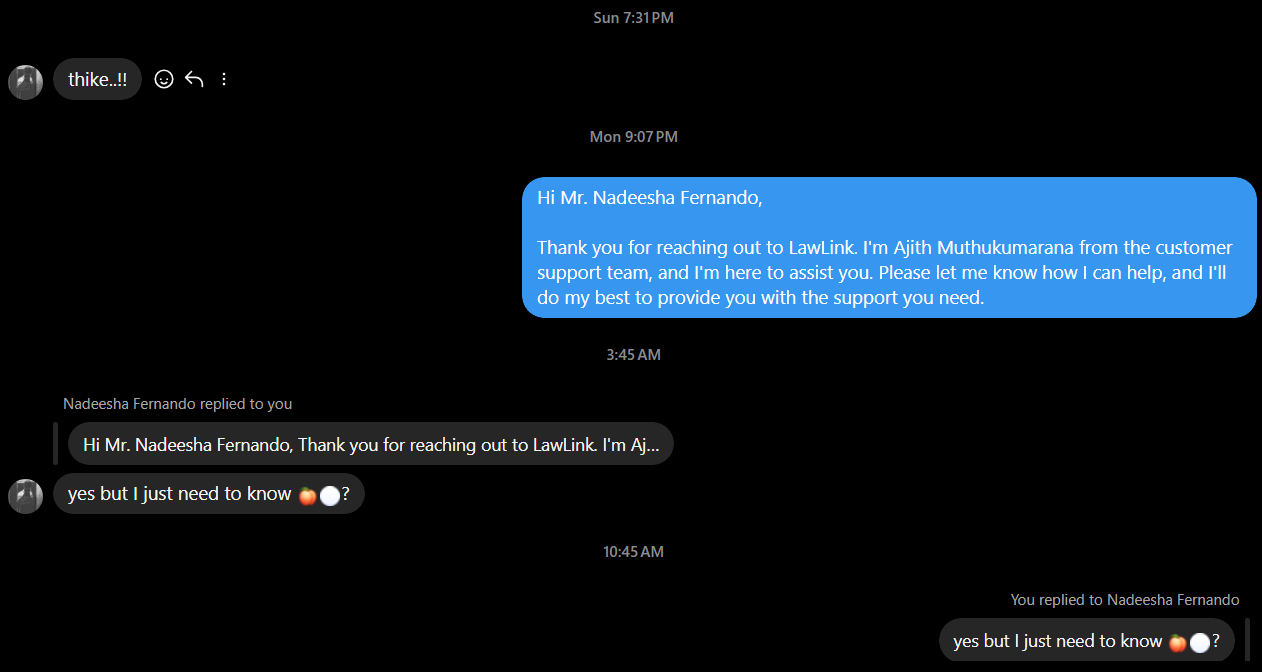 Sun 7:31 PM
thike..!!
Mon 9:07 PM
Hi Mr. Nadeesha Fernando,
Thank you for reaching out to LawLink. I'm Ajith Muthukumarana from the customer
support team, and I'm here to assist you. Please let me know how I can help, and I'll
do my best to provide you with the support you need.
3:45 AM
Nadeesha Fernando replied to you
Hi Mr. Nadeesha Fernando, Thank you for reaching out to LawLink. I'm Aj...
yes but I just need to know 🍑⚪?
10:45 AM
You replied to Nadeesha Fernando
yes but I just need to know 🍑⚪?